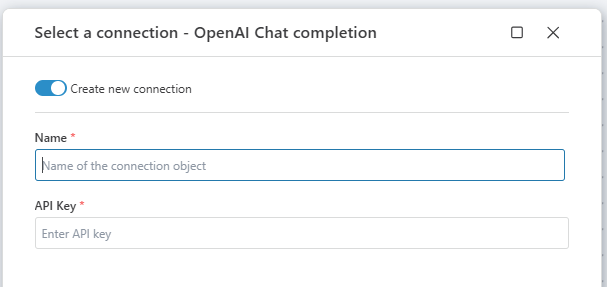 Select a connection - OpenAI Chat completion
Create new connection
Name *
Name of the connection object
API Key *
Enter API key